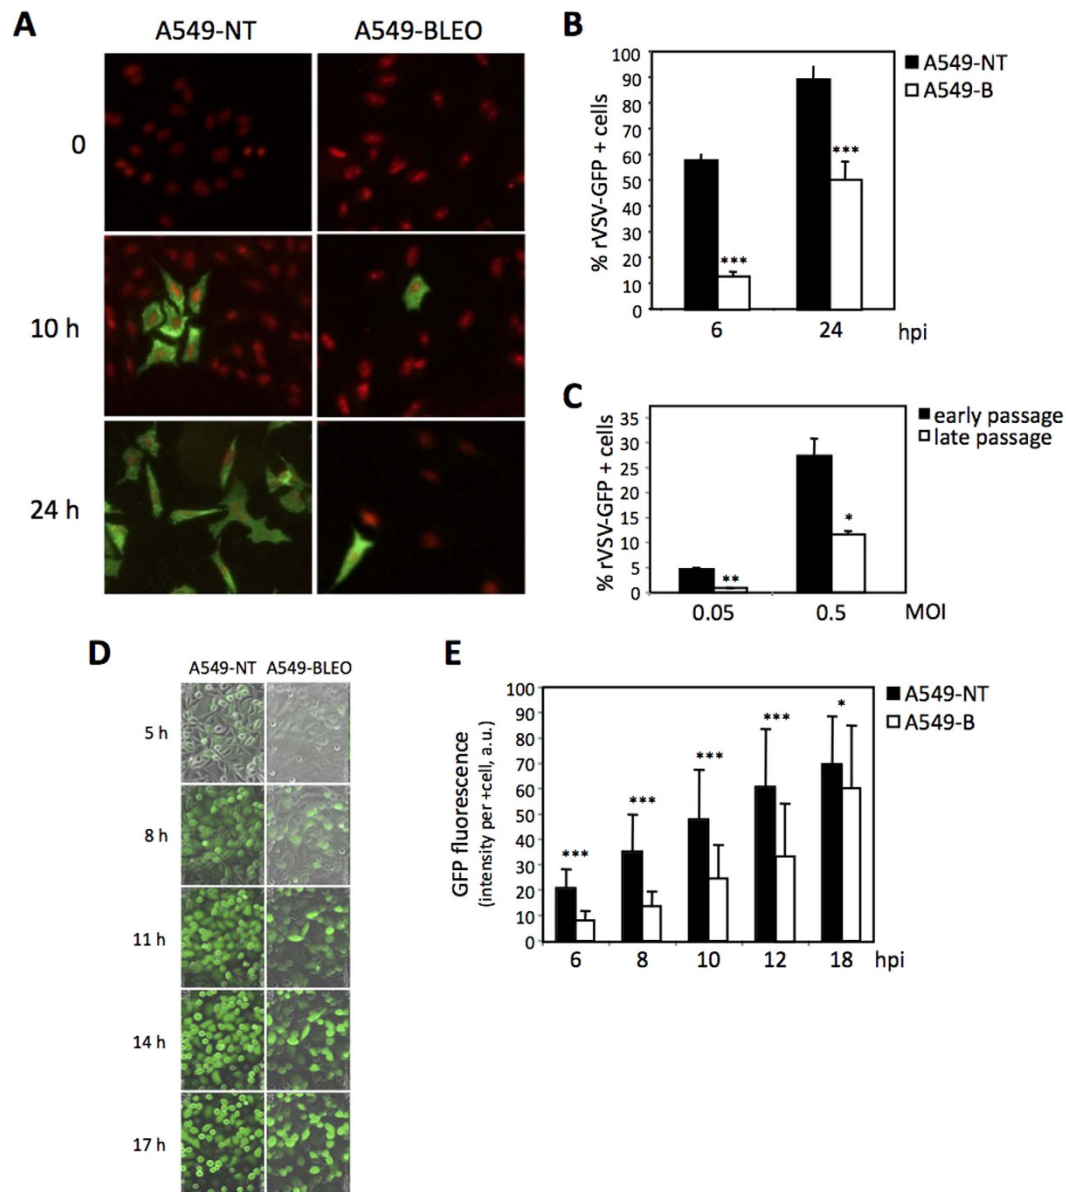 A
A549-NT A549-BLEO
0
10 h
24 h
B
100
90
80
70
60
50
40
30
20
10
0
% rVSV-GFP + cells
***
***
6 24 hpi
A549-NT
A549-B
C
35
30
25
20
15
10
5
0
% rVSV-GFP + cells
**
*
0.05 0.5 MOI
early passage
late passage
D
A549-NT A549-BLEO
5 h
8 h
11 h
14 h
17 h
E
100
90
80
70
60
50
40
30
20
10
0
GFP fluorescence
(intensity per +cell, a.u.)
***
***
***
***
*
6 8 10 12 18 hpi
A549-NT
A549-B